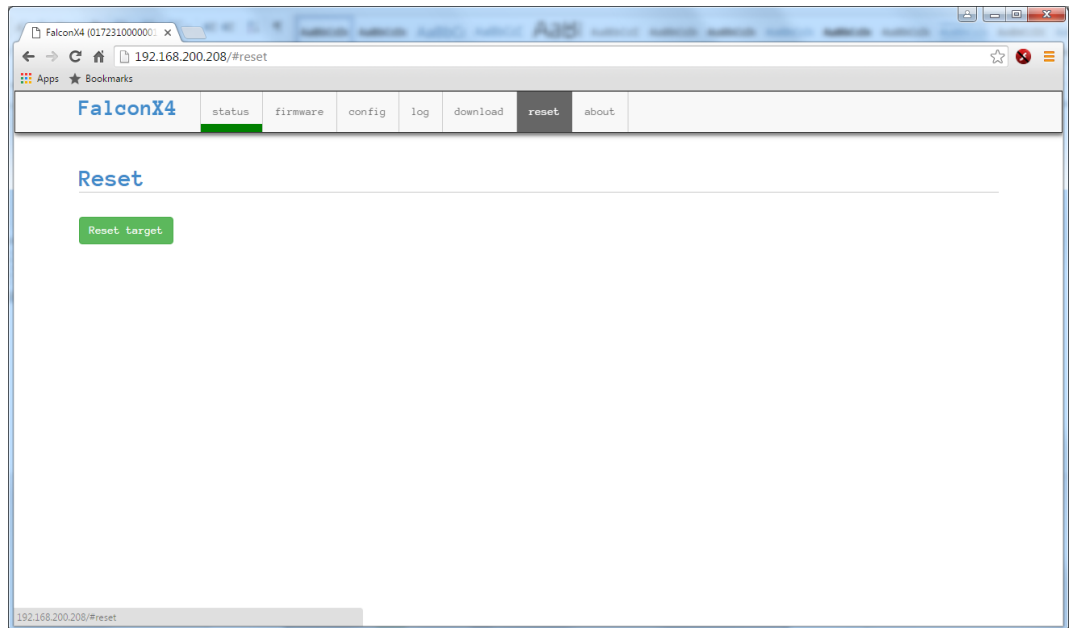 FalconX4 (017231000000
192.168.200.208/#reset
Apps Bookmarks
FalconX4 status firmware config log download reset about
Reset
Reset target
192.168.200.208/#reset